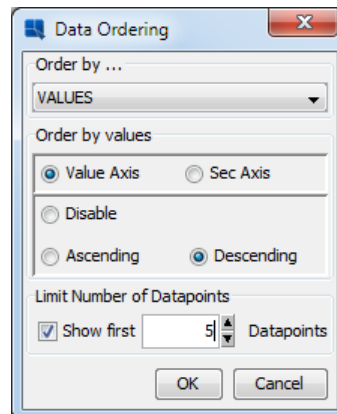 Data Ordering
Order by ...
VALUES
Order by values
Value Axis Sec Axis
Disable
Ascending Descending
Limit Number of Datapoints
Show first 5 Datapoints
OK Cancel